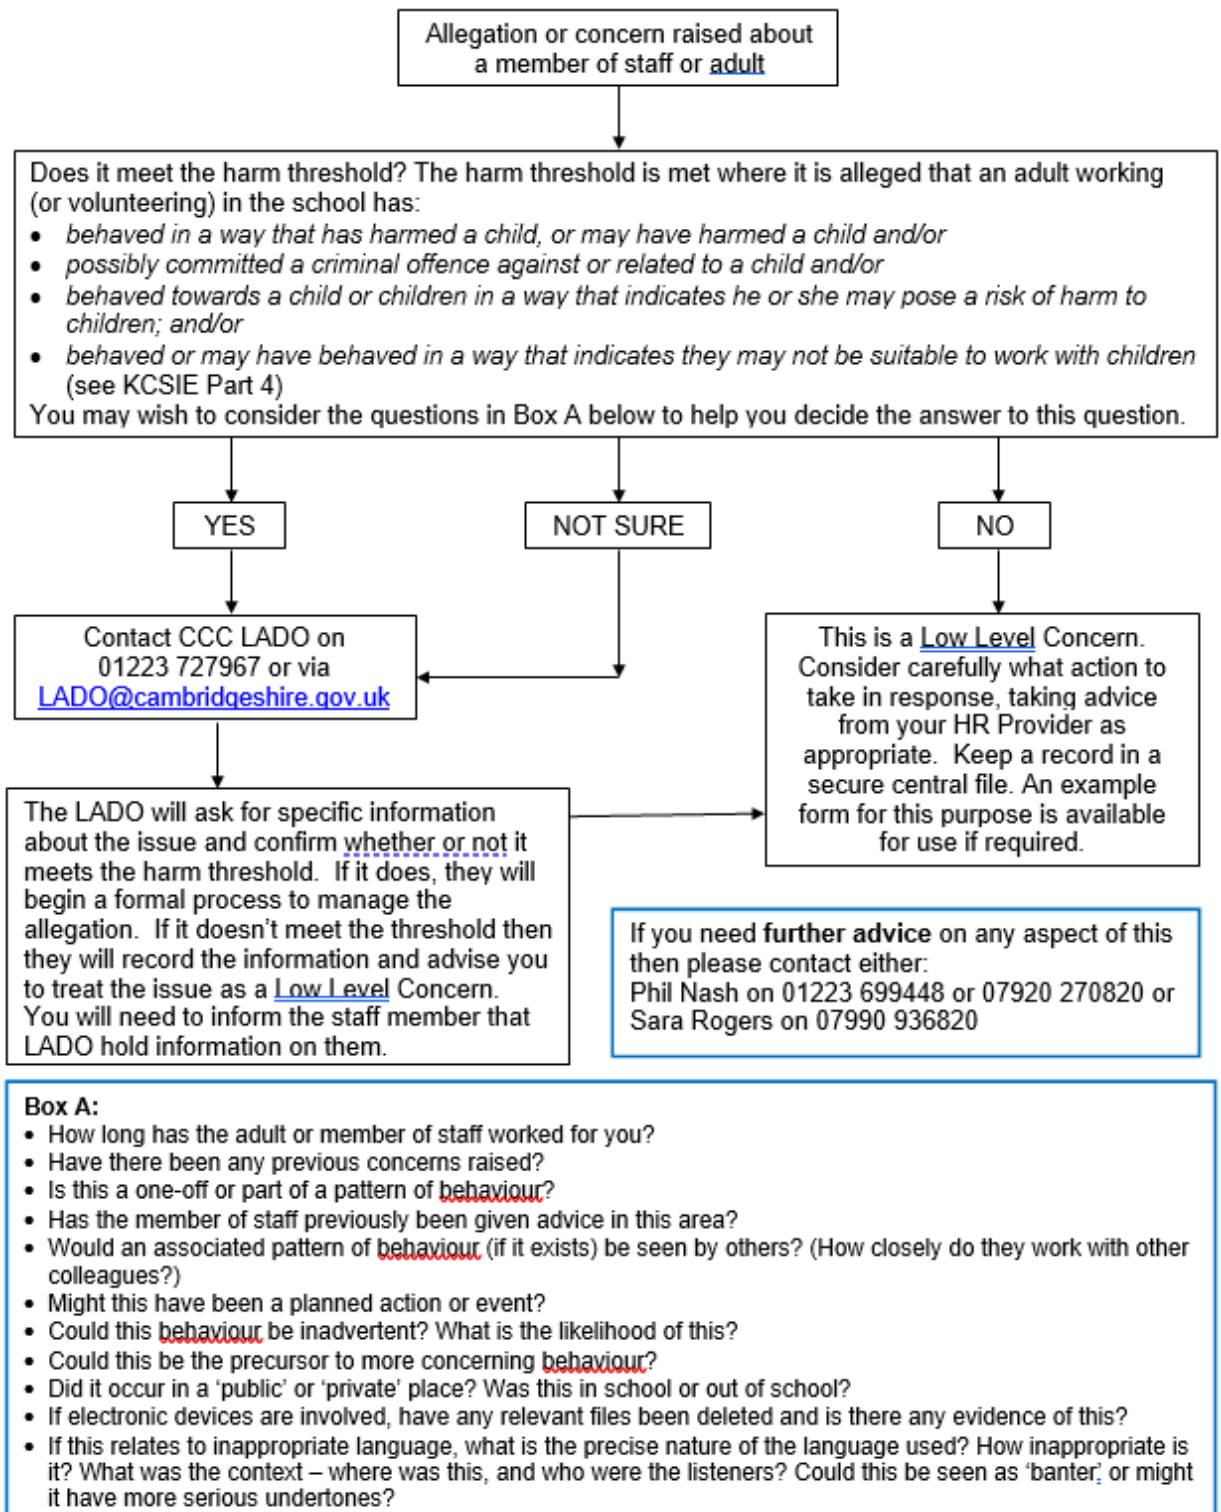 Allegation or concern raised about
a member of staff or adult
Does it meet the harm threshold? The harm threshold is met where it is alleged that an adult working
(or volunteering) in the school has:
• behaved in a way that has harmed a child, or may have harmed a child and/or
• possibly committed a criminal offence against or related to a child and/or
• behaved towards a child or children in a way that indicates he or she may pose a risk of harm to
children; and/or
• behaved or may have behaved in a way that indicates they may not be suitable to work with children
(see KCSIE Part 4)
You may wish to consider the questions in Box A below to help you decide the answer to this question.
YES
NOT SURE
NO
Contact CCC LADO on
01223 727967 or via
LADO@cambridgeshire.gov.uk
This is a Low Level Concern.
Consider carefully what action to
take in response, taking advice
from your HR Provider as
appropriate.  Keep a record in a
secure central file. An example
form for this purpose is available
for use if required.
The LADO will ask for specific information
about the issue and confirm whether or not it
meets the harm threshold.  If it does, they will
begin a formal process to manage the
allegation.  If it doesn't meet the threshold then
they will record the information and advise you
to treat the issue as a Low Level Concern.
You will need to inform the staff member that
LADO hold information on them.
If you need further advice on any aspect of this
then please contact either:
Phil Nash on 01223 699448 or 07920 270820 or
Sara Rogers on 07990 936820
Box A:
• How long has the adult or member of staff worked for you?
• Have there been any previous concerns raised?
• Is this a one-off or part of a pattern of behaviour?
• Has the member of staff previously been given advice in this area?
• Would an associated pattern of behaviour (if it exists) be seen by others? (How closely do they work with other
colleagues?)
• Might this have been a planned action or event?
• Could this behaviour be inadvertent? What is the likelihood of this?
• Could this be the precursor to more concerning behaviour?
• Did it occur in a 'public' or 'private' place? Was this in school or out of school?
• If electronic devices are involved, have any relevant files been deleted and is there any evidence of this?
• If this relates to inappropriate language, what is the precise nature of the language used? How inappropriate is
it? What was the context – where was this, and who were the listeners? Could this be seen as 'banter' or might
it have more serious undertones?